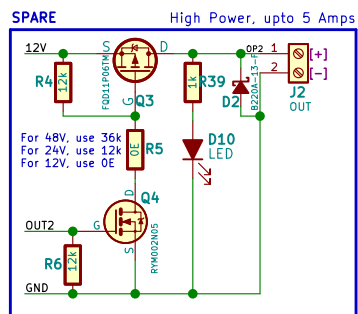 SPARE
High Power, upto 5 Amps
12V
S
D
OP2
1
[+]
2
[-]
R4
12k
FQD11P06TM
G
Q3
R39
1k
D2
B220A-13-F
J2
OUT
For 48V, use 36k
For 24V, use 12k
For 12V, use 0E
0E
R5
D10
LED
D
Q4
OUT2
G
S
RYM002N05
R6
12k
GND